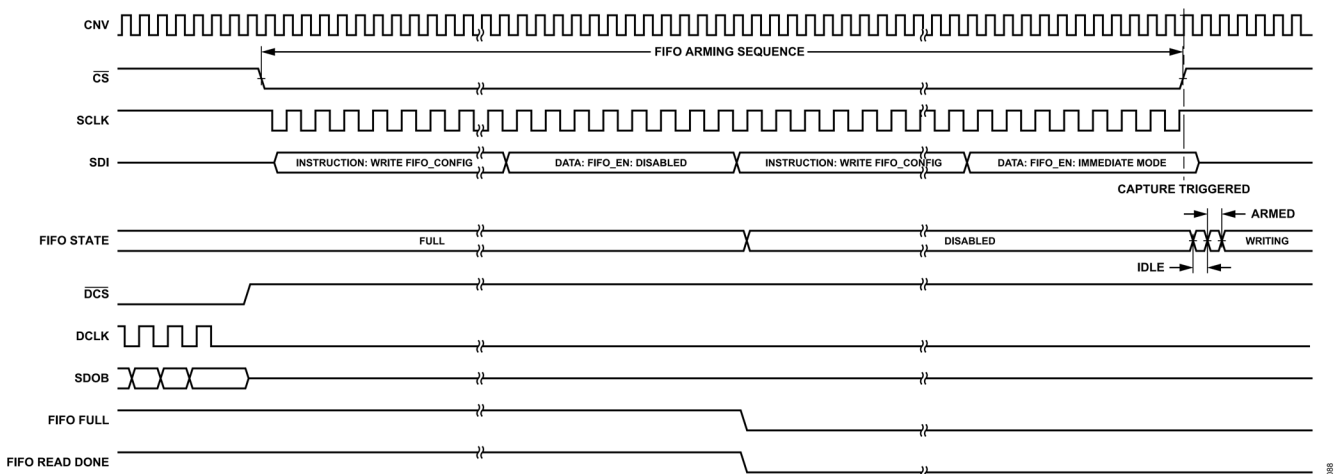 CNV
FIFO ARMING SEQUENCE
CS
SCLK
SDI
INSTRUCTION: WRITE FIFO_CONFIG
DATA: FIFO_EN: DISABLED
INSTRUCTION: WRITE FIFO_CONFIG
DATA: FIFO_EN: IMMEDIATE MODE
CAPTURE TRIGGERED
ARMED
FIFO STATE
FULL
DISABLED
WRITING
IDLE
DCS
DCLK
SDOB
FIFO FULL
FIFO READ DONE
088